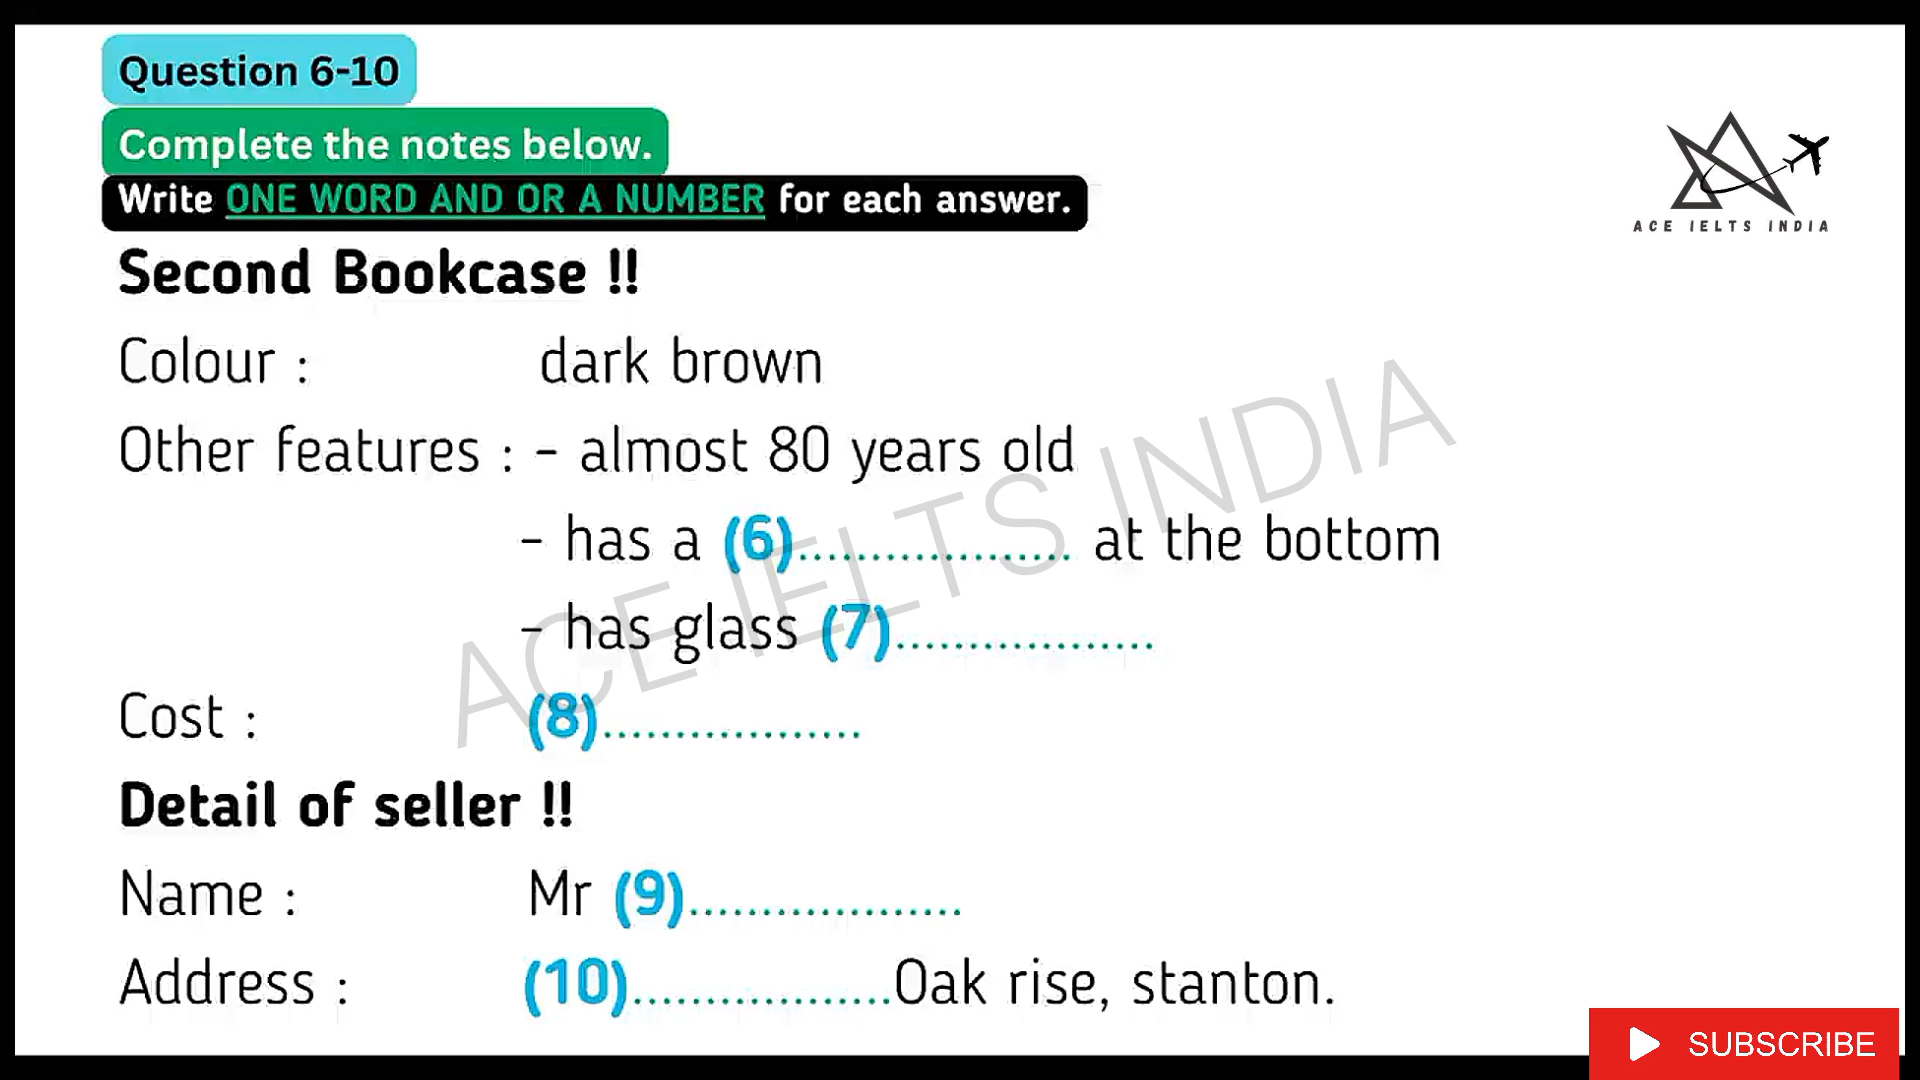 Question 6-10
Complete the notes below.
Write ONE WORD AND OR A NUMBER for each answer.
ACE IELTS INDIA
Second Bookcase !!
Colour : dark brown
Other features : - almost 80 years old
- has a (6)................... at the bottom
- has glass (7)..................
Cost : (8)..................
Detail of seller !!
Name : Mr (9)...................
Address : (10)..................Oak rise, stanton.
ACE IELTS INDIA
SUBSCRIBE